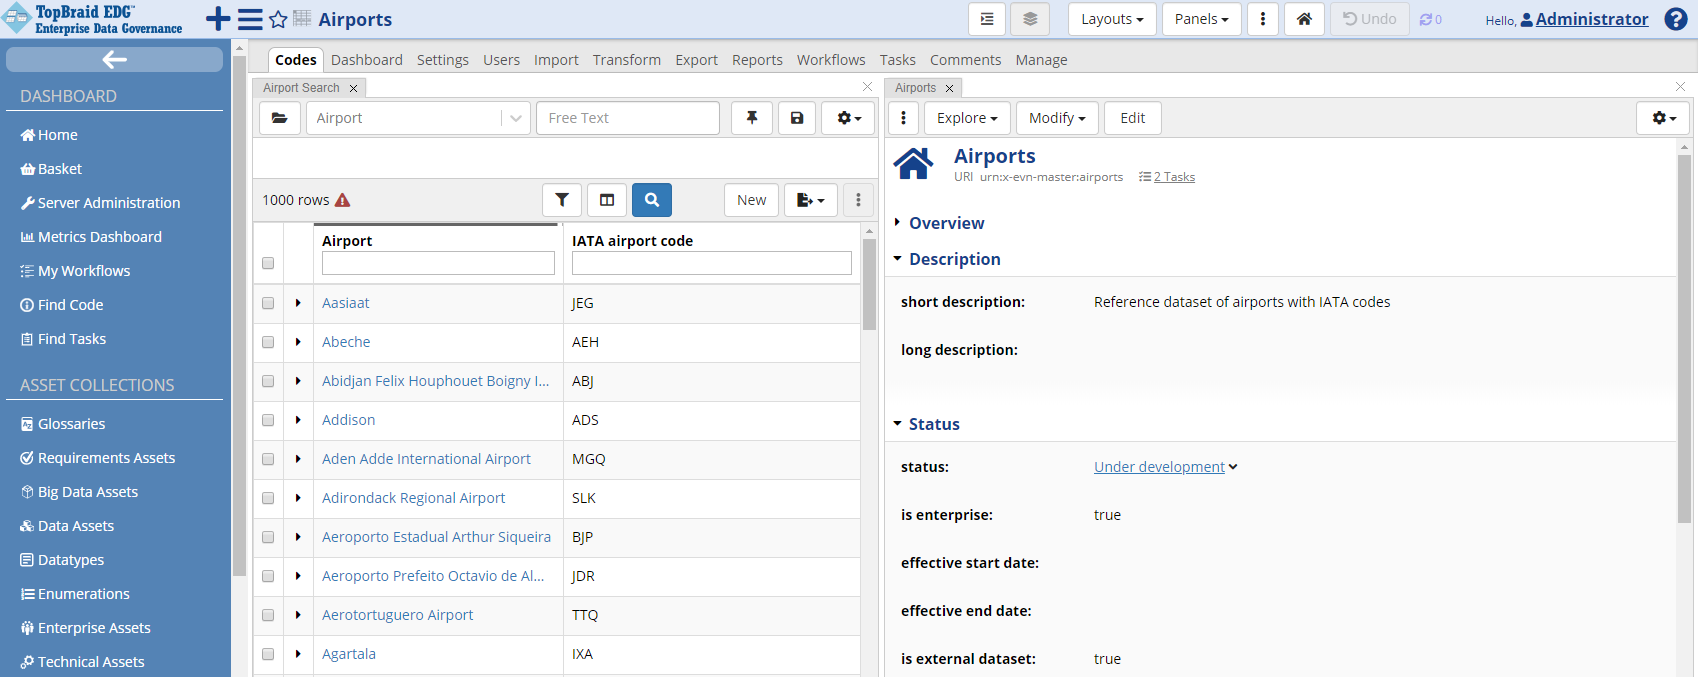 TopBraid EDG™
Enterprise Data Governance
Airports
Layouts
Panels
Undo
0
Hello, Administrator
DASHBOARD
Home
Basket
Server Administration
Metrics Dashboard
My Workflows
Find Code
Find Tasks
ASSET COLLECTIONS
Glossaries
Requirements Assets
Big Data Assets
Data Assets
Datatypes
Enumerations
Enterprise Assets
Technical Assets
Codes Dashboard Settings Users Import Transform Export Reports Workflows Tasks Comments Manage
Airport Search
Airport
Free Text
1000 rows
New
Airport IATA airport code
Aasiaat JEG
Abeche AEH
Abidjan Felix Houphouet Boigny I... ABJ
Addison ADS
Aden Adde International Airport MGQ
Adirondack Regional Airport SLK
Aeroporto Estadual Arthur Siqueira BJP
Aeroporto Prefeito Octavio de Al... JDR
Aerotortuguero Airport TTQ
Agartala IXA
Airports
Explore Modify Edit
Airports
URI urn:x-evn-master:airports 2 Tasks
Overview
Description
short description: Reference dataset of airports with IATA codes
long description:
Status
status: Under development
is enterprise: true
effective start date:
effective end date:
is external dataset: true